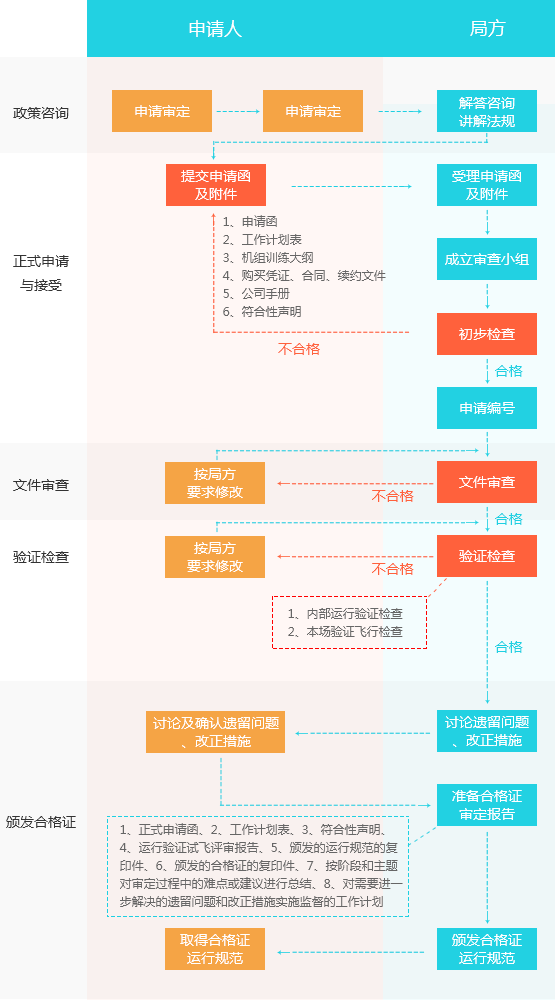 申请人
局方
政策咨询
申请审定
申请审定
解答咨询
讲解法规
正式申请
与接受
提交申请函
及附件
受理申请函
及附件
1、申请函
2、工作计划表
3、机组训练大纲
4、购买凭证、合同、续约文件
5、公司手册
6、符合性声明
成立审查小组
初步检查
不合格
合格
申请编号
文件审查
按局方
要求修改
不合格
文件审查
合格
验证检查
按局方
要求修改
不合格
验证检查
1、内部运行验证检查
2、本场验证飞行检查
合格
颁发合格证
讨论及确认遗留问题
、改正措施
讨论遗留问题
、改正措施
准备合格证
审定报告
1、正式申请函、2、工作计划表、3、符合性声明、
4、运行验证试飞评审报告、5、颁发的运行规范的复
印件、6、颁发的合格证的复印件、7、按阶段和主题
对审定过程中的难点或建议进行总结、8、对需要进一
步解决的遗留问题和改正措施实施监督的工作计划
取得合格证
运行规范
颁发合格证
运行规范